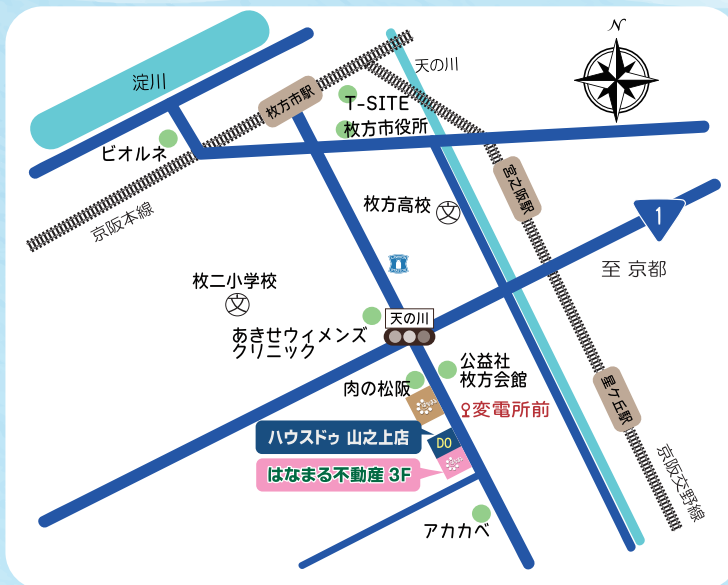 N
淀川
天の川
枚方市駅
T-SITE
枚方市役所
ビオルネ
宮之阪駅
枚方高校
文
1
京阪本線
至 京都
枚二小学校
文
天の川
あきせウィメンズ
クリニック
公益社
枚方会館
肉の松阪
変電所前
星ケ丘駅
ハウスドゥ 山之上店
DO
はなまる不動産 3F
京阪交野線
アカカベ